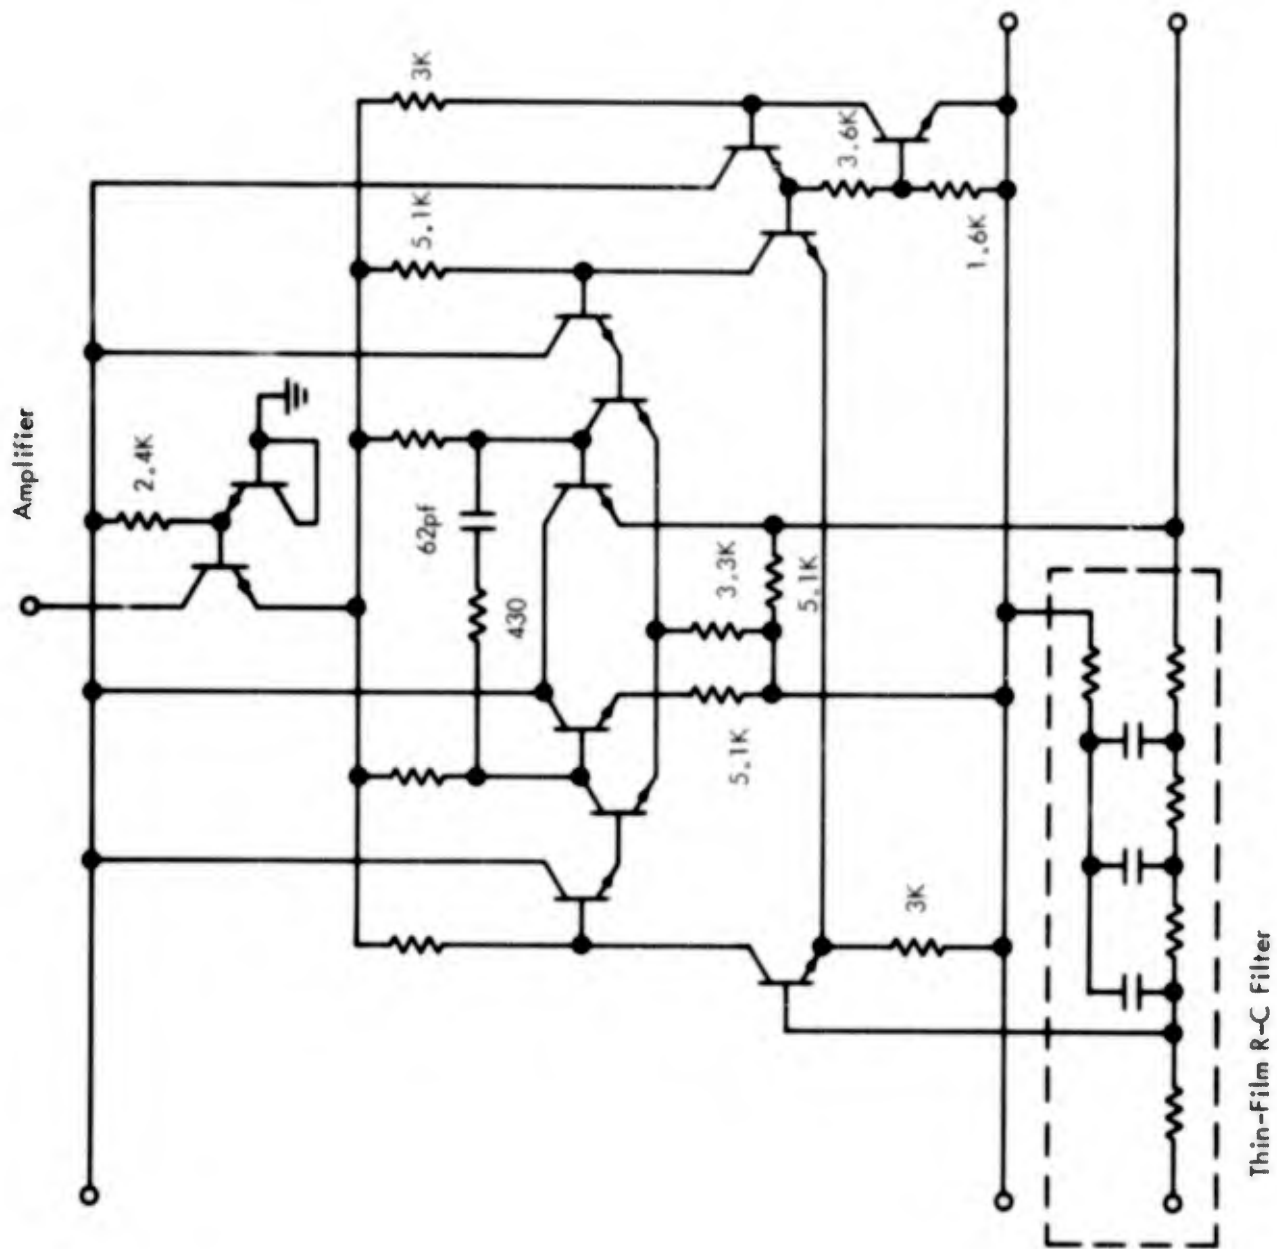 Amplifier
3K
5.1K
2.4K
3.6K
1.6K
62pf
430
3.3K
5.1K
5.1K
3K
Thin-Film R-C Filter